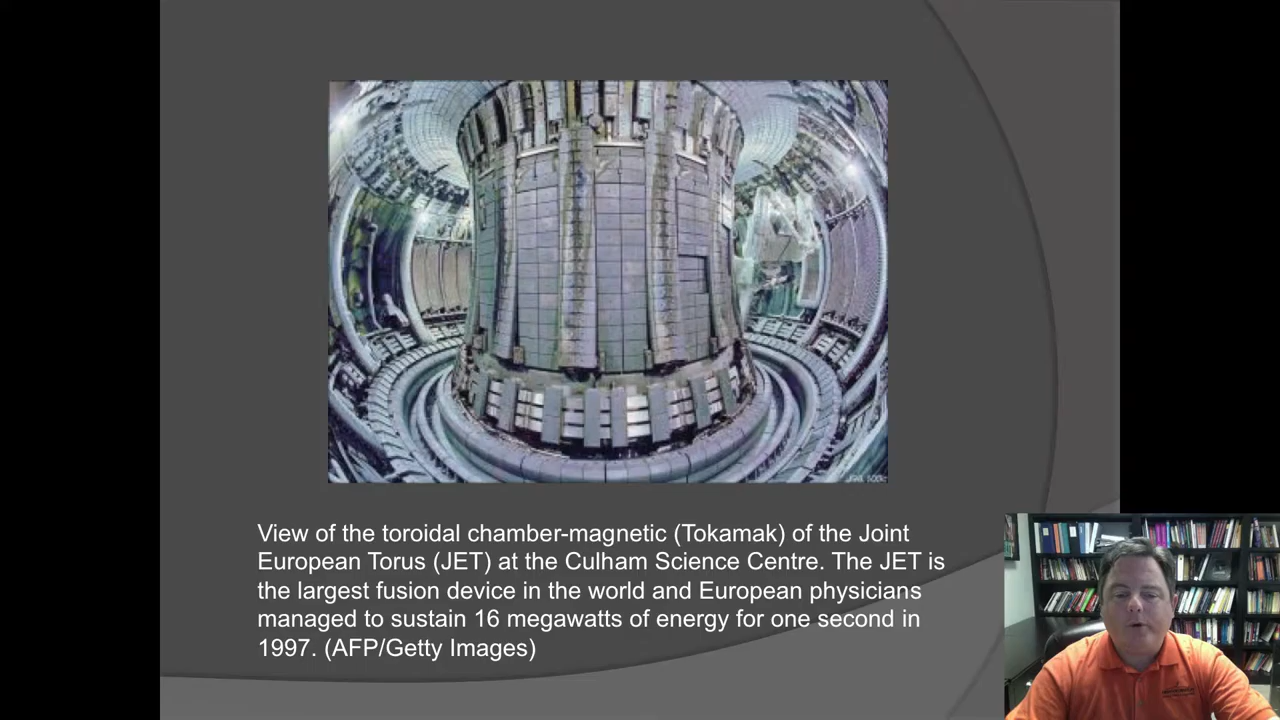 View of the toroidal chamber-magnetic (Tokamak) of the Joint
European Torus (JET) at the Culham Science Centre. The JET is
the largest fusion device in the world and European physicians
managed to sustain 16 megawatts of energy for one second in
1997. (AFP/Getty Images)